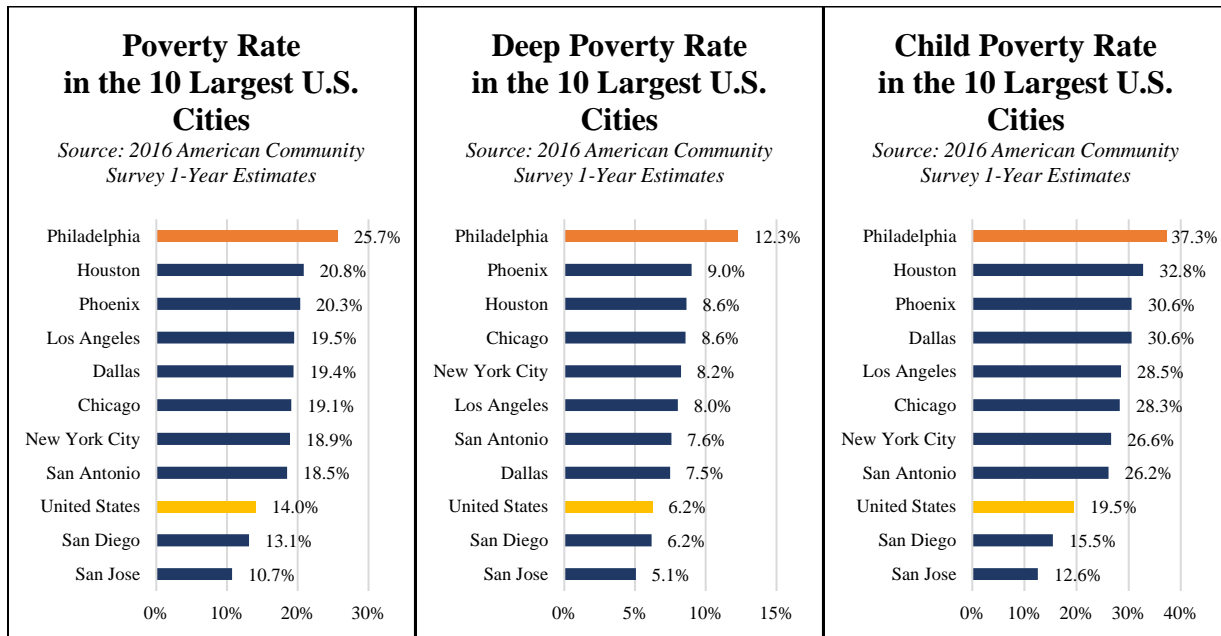 Poverty Rate
in the 10 Largest U.S.
Cities
Source: 2016 American Community
Survey 1-Year Estimates
Philadelphia 25.7%
Houston 20.8%
Phoenix 20.3%
Los Angeles 19.5%
Dallas 19.4%
Chicago 19.1%
New York City 18.9%
San Antonio 18.5%
United States 14.0%
San Diego 13.1%
San Jose 10.7%
0% 10% 20% 30%
Deep Poverty Rate
in the 10 Largest U.S.
Cities
Source: 2016 American Community
Survey 1-Year Estimates
Philadelphia 12.3%
Phoenix 9.0%
Houston 8.6%
Chicago 8.6%
New York City 8.2%
Los Angeles 8.0%
San Antonio 7.6%
Dallas 7.5%
United States 6.2%
San Diego 6.2%
San Jose 5.1%
0% 5% 10% 15%
Child Poverty Rate
in the 10 Largest U.S.
Cities
Source: 2016 American Community
Survey 1-Year Estimates
Philadelphia 37.3%
Houston 32.8%
Phoenix 30.6%
Dallas 30.6%
Los Angeles 28.5%
Chicago 28.3%
New York City 26.6%
San Antonio 26.2%
United States 19.5%
San Diego 15.5%
San Jose 12.6%
0% 10% 20% 30% 40%